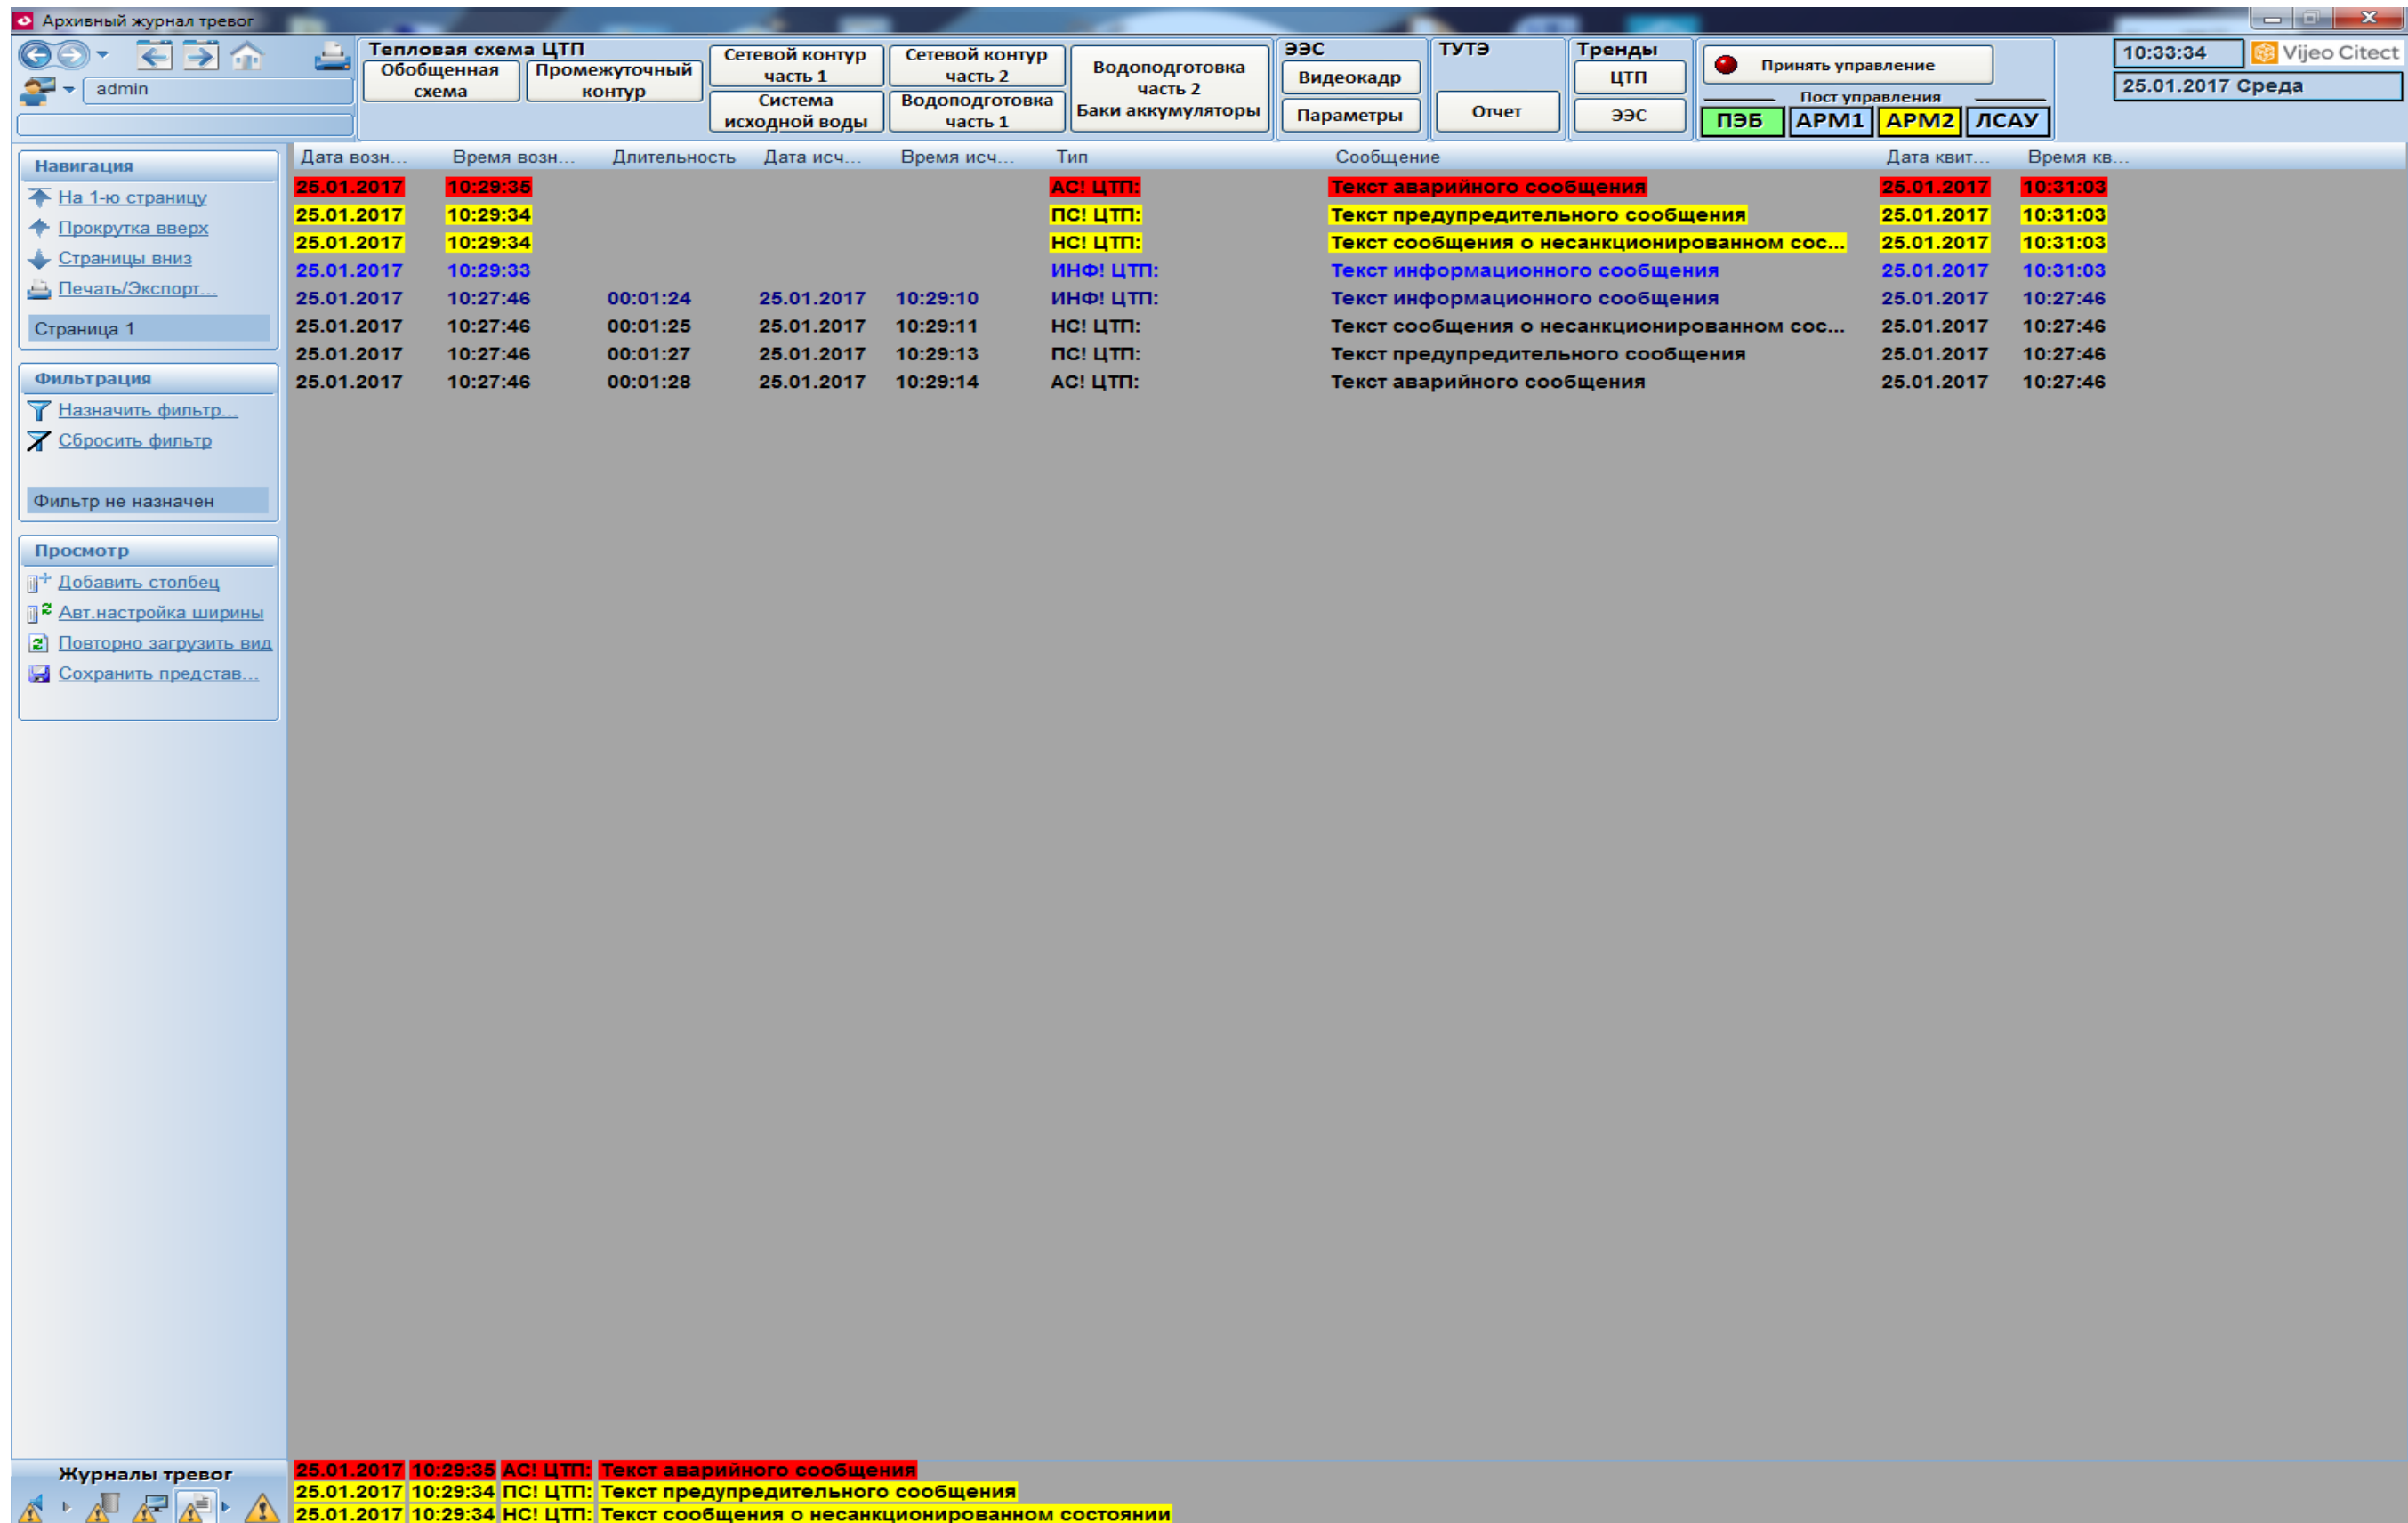 Архивный журнал тревог
admin
Тепловая схема ЦТП
Обобщенная
схема
Промежуточный
контур
Сетевой контур
часть 1
Система
исходной воды
Сетевой контур
часть 2
Водоподготовка
часть 1
Водоподготовка
часть 2
Баки аккумуляторы
ЭЭС
Видеокадр
Параметры
ТУТЭ
Отчет
Тренды
ЦТП
ЭЭС
Принять управление
Пост управления
ПЭБ АРМ1 АРМ2 ЛСАУ
10:33:34 Vijeo Citect
25.01.2017 Среда
Навигация
На 1-ю страницу
Прокрутка вверх
Страницы вниз
Печать/Экспорт...
Страница 1
Фильтрация
Назначить фильтр...
Сбросить фильтр
Фильтр не назначен
Просмотр
Добавить столбец
Авт.настройка ширины
Повторно загрузить вид
Сохранить представ...
Дата возн... Время возн... Длительность Дата исч... Время исч... Тип Сообщение Дата квит... Время кв...
25.01.2017 10:29:35 АС! ЦТП: Текст аварийного сообщения 25.01.2017 10:31:03
25.01.2017 10:29:34 ПС! ЦТП: Текст предупредительного сообщения 25.01.2017 10:31:03
25.01.2017 10:29:34 НС! ЦТП: Текст сообщения о несанкционированном сос... 25.01.2017 10:31:03
25.01.2017 10:29:33 ИНФ! ЦТП: Текст информационного сообщения 25.01.2017 10:31:03
25.01.2017 10:27:46 00:01:24 25.01.2017 10:29:10 ИНФ! ЦТП: Текст информационного сообщения 25.01.2017 10:27:46
25.01.2017 10:27:46 00:01:25 25.01.2017 10:29:11 НС! ЦТП: Текст сообщения о несанкционированном сос... 25.01.2017 10:27:46
25.01.2017 10:27:46 00:01:27 25.01.2017 10:29:13 ПС! ЦТП: Текст предупредительного сообщения 25.01.2017 10:27:46
25.01.2017 10:27:46 00:01:28 25.01.2017 10:29:14 АС! ЦТП: Текст аварийного сообщения 25.01.2017 10:27:46
Журналы тревог
25.01.2017 10:29:35 АС! ЦТП: Текст аварийного сообщения
25.01.2017 10:29:34 ПС! ЦТП: Текст предупредительного сообщения
25.01.2017 10:29:34 НС! ЦТП: Текст сообщения о несанкционированном состоянии